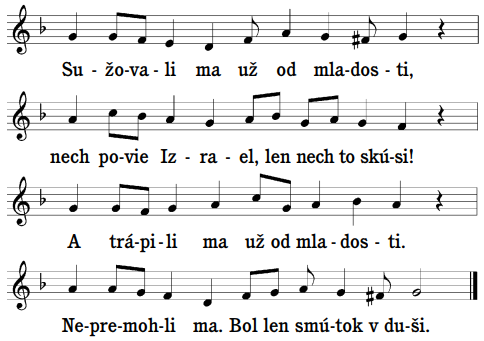 Su - žo-va - li ma už od mla-dos - ti,
nech po-vie Iz - ra - el, len nech to skú-si!
A trá-pi - li ma už od mla - dos - ti.
Ne-pre-moh-li ma. Bol len smú-tok v du-ši.